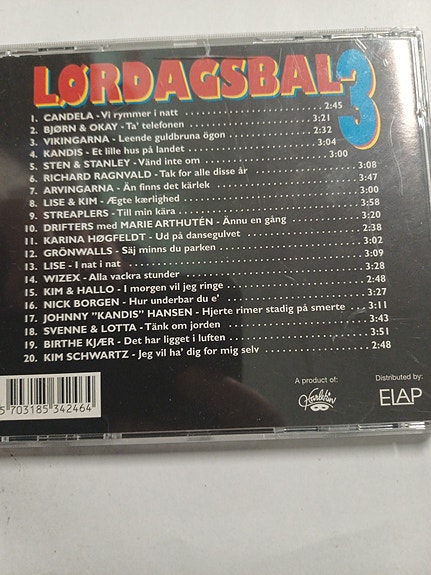 LØRDAGSBAL 3
1. CANDELA - Vi rymmer i natt 2:45
2. BJØRN & OKAY - Ta' telefonen 3:21
3. VIKINGARNA - Leende guldbruna ögon 2:32
4. KANDIS - Et lille hus på landet 3:04
5. STEN & STANLEY - Vänd inte om 3:00
6. RICHARD RAGNVALD - Tak for alle disse år 3:08
7. ARVINGARNA - Än finns det kärlek 3:47
8. LISE & KIM - Ægte kærlighed 3:00
9. STREAPLERS - Till min kära 3:58
10. DRIFTERS med MARIE ARTHUTÉN - Ännu en gång 3:20
11. KARINA HØGFELDT - Ud på dansegulvet 2:38
12. GRÖNWALLS - Säj minns du parken 3:02
13. LISE - I nat i nat 3:09
14. WIZEX - Alla vackra stunder 3:28
15. KIM & HALLO - I morgen vil jeg ringe 2:48
16. NICK BORGEN - Hur underbar du e' 3:27
17. JOHNNY "KANDIS" HANSEN - Hjerte rimer stadig på smerte 3:11
18. SVENNE & LOTTA - Tänk om jorden 3:43
19. BIRTHE KJÆR - Det har ligget i luften 3:51
20. KIM SCHWARTZ - Jeg vil ha' dig for mig selv 2:48
A product of:
Harlekin
Distributed by:
ELAP
5 703185 342464